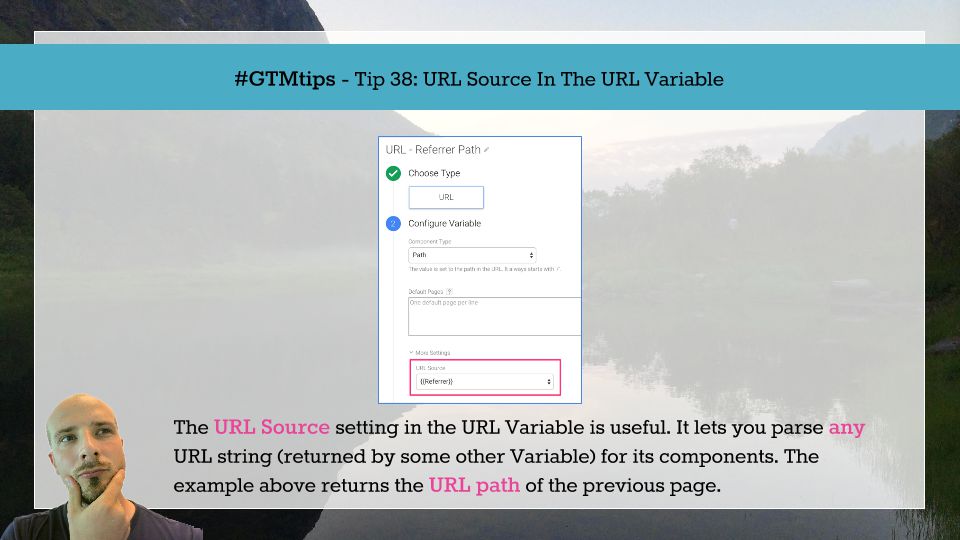 #GTMtips - Tip 38: URL Source In The URL Variable
URL - Referrer Path
Choose Type
URL
2
Configure Variable
Component Type
Path
The value is set to the path in the URL. It always starts with '/'.
Default Pages ?
One default page per line
More Settings
URL Source
{{Referrer}}
The URL Source setting in the URL Variable is useful. It lets you parse any
URL string (returned by some other Variable) for its components. The
example above returns the URL path of the previous page.